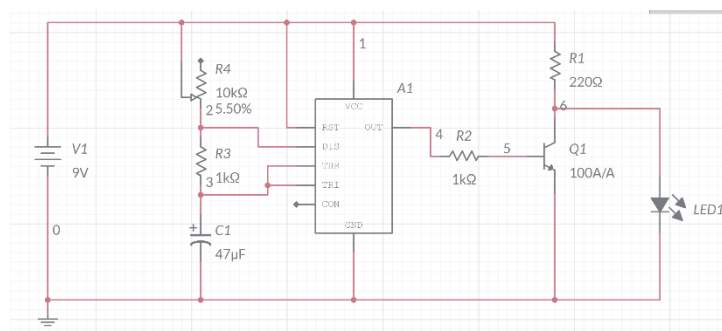 1
R4
10kΩ
5.50%
2
V1
9V
0
R3
1kΩ
3
C1
+
47µF
A1
VCC
RST
DIS
THR
TRI
CON
OUT
GND
4
R2
1kΩ
5
R1
220Ω
6
Q1
100A/A
LED1